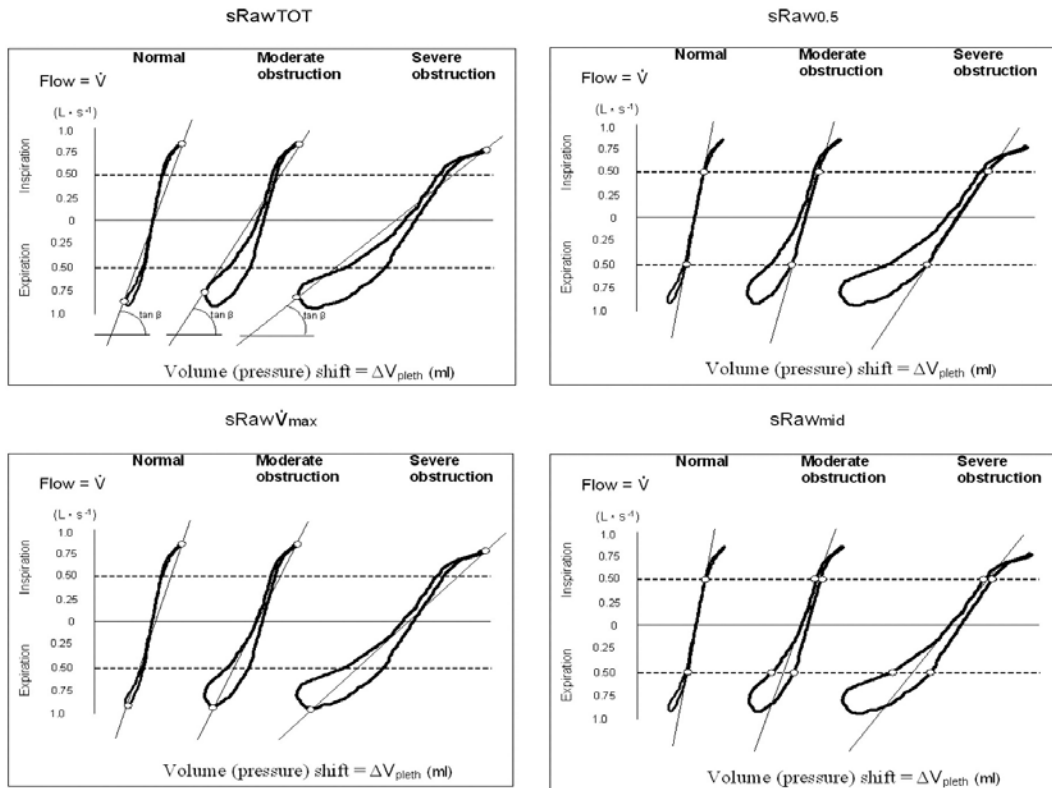 sRawTOT
Normal Moderate obstruction Severe obstruction
Flow = V̇
(L • s⁻¹)
Inspiration
Expiration
1.0
0.75
0.50
0.25
0
0.25
0.50
0.75
1.0
tan β tan β tan β
Volume (pressure) shift = ΔVpleth (ml)
sRaw0.5
Normal Moderate obstruction Severe obstruction
Flow = V̇
(L • s⁻¹)
Inspiration
Expiration
1.0
0.75
0.50
0.25
0
0.25
0.50
0.75
1.0
Volume (pressure) shift = ΔVpleth (ml)
sRawV̇max
Normal Moderate obstruction Severe obstruction
Flow = V̇
(L • s⁻¹)
Inspiration
Expiration
1.0
0.75
0.50
0.25
0
0.25
0.50
0.75
1.0
Volume (pressure) shift = ΔVpleth (ml)
sRawmid
Normal Moderate obstruction Severe obstruction
Flow = V̇
(L • s⁻¹)
Inspiration
Expiration
1.0
0.75
0.50
0.25
0
0.25
0.50
0.75
1.0
Volume (pressure) shift = ΔVpleth (ml)